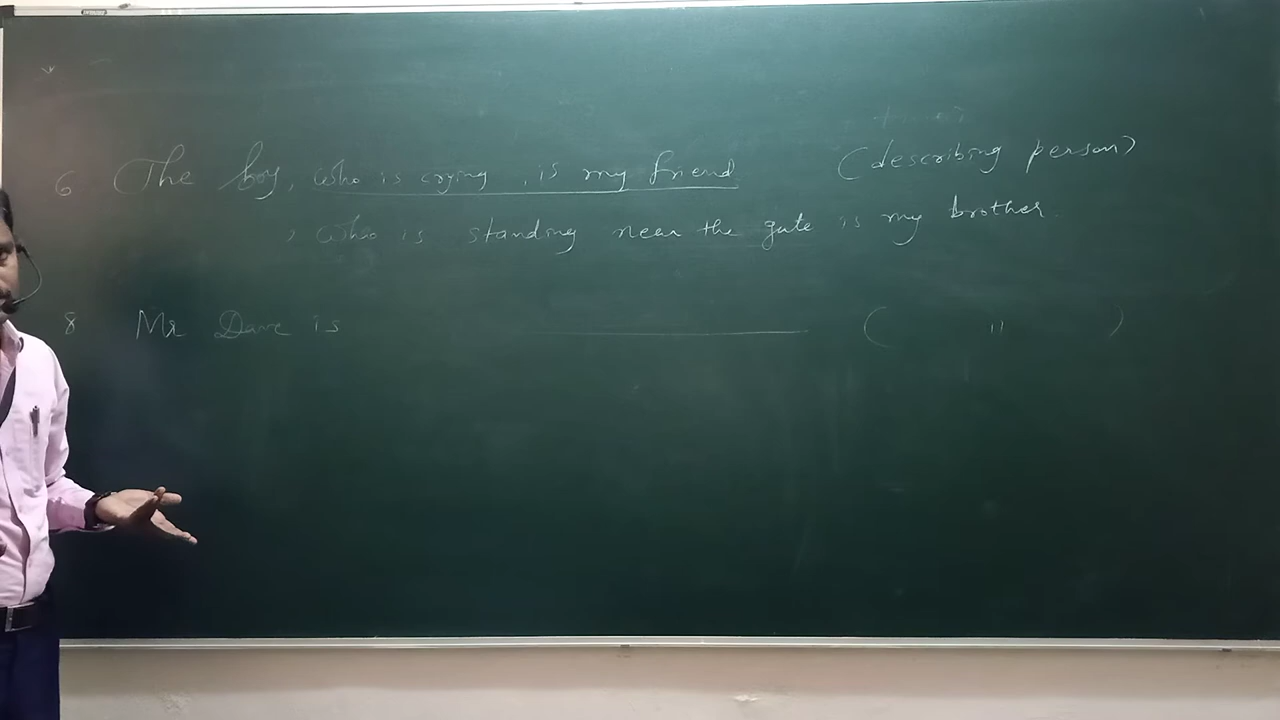 6 The boy, who is crying, is my friend (describing person)
, who is standing near the gate is my brother.
8 Mr Dave is ________ ( " )